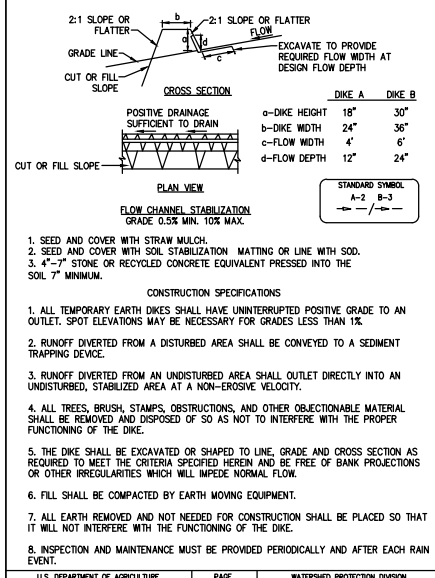 2:1 SLOPE OR
FLATTER
b
2:1 SLOPE OR FLATTER
FLOW
a
d
c
GRADE LINE
EXCAVATE TO PROVIDE
REQUIRED FLOW WIDTH AT
DESIGN FLOW DEPTH
CUT OR FILL
SLOPE
CROSS SECTION
DIKE A DIKE B
a-DIKE HEIGHT 18" 30"
b-DIKE WIDTH 24" 36"
c-FLOW WIDTH 4' 6'
d-FLOW DEPTH 12" 24"
POSITIVE DRAINAGE
SUFFICIENT TO DRAIN
CUT OR FILL SLOPE
PLAN VIEW
STANDARD SYMBOL
A-2 B-3
/
FLOW CHANNEL STABILIZATION
GRADE 0.5% MIN. 10% MAX.
1. SEED AND COVER WITH STRAW MULCH.
2. SEED AND COVER WITH SOIL STABILIZATION MATTING OR LINE WITH SOD.
3. 4"-7" STONE OR RECYCLED CONCRETE EQUIVALENT PRESSED INTO THE
SOIL 7" MINIMUM.
CONSTRUCTION SPECIFICATIONS
1. ALL TEMPORARY EARTH DIKES SHALL HAVE UNINTERRUPTED POSITIVE GRADE TO AN
OUTLET. SPOT ELEVATIONS MAY BE NECESSARY FOR GRADES LESS THAN 1%.
2. RUNOFF DIVERTED FROM A DISTURBED AREA SHALL BE CONVEYED TO A SEDIMENT
TRAPPING DEVICE.
3. RUNOFF DIVERTED FROM AN UNDISTURBED AREA SHALL OUTLET DIRECTLY INTO AN
UNDISTURBED, STABILIZED AREA AT A NON-EROSIVE VELOCITY.
4. ALL TREES, BRUSH, STAMPS, OBSTRUCTIONS, AND OTHER OBJECTIONABLE MATERIAL
SHALL BE REMOVED AND DISPOSED OF SO AS NOT TO INTERFERE WITH THE PROPER
FUNCTIONING OF THE DIKE.
5. THE DIKE SHALL BE EXCAVATED OR SHAPED TO LINE, GRADE AND CROSS SECTION AS
REQUIRED TO MEET THE CRITERIA SPECIFIED HEREIN AND BE FREE OF BANK PROJECTIONS
OR OTHER IRREGULARITIES WHICH WILL IMPEDE NORMAL FLOW.
6. FILL SHALL BE COMPACTED BY EARTH MOVING EQUIPMENT.
7. ALL EARTH REMOVED AND NOT NEEDED FOR CONSTRUCTION SHALL BE PLACED SO THAT
IT WILL NOT INTERFERE WITH THE FUNCTIONING OF THE DIKE.
8. INSPECTION AND MAINTENANCE MUST BE PROVIDED PERIODICALLY AND AFTER EACH RAIN
EVENT.
U.S. DEPARTMENT OF AGRICULTURE PAGE WATERSHED PROTECTION DIVISION